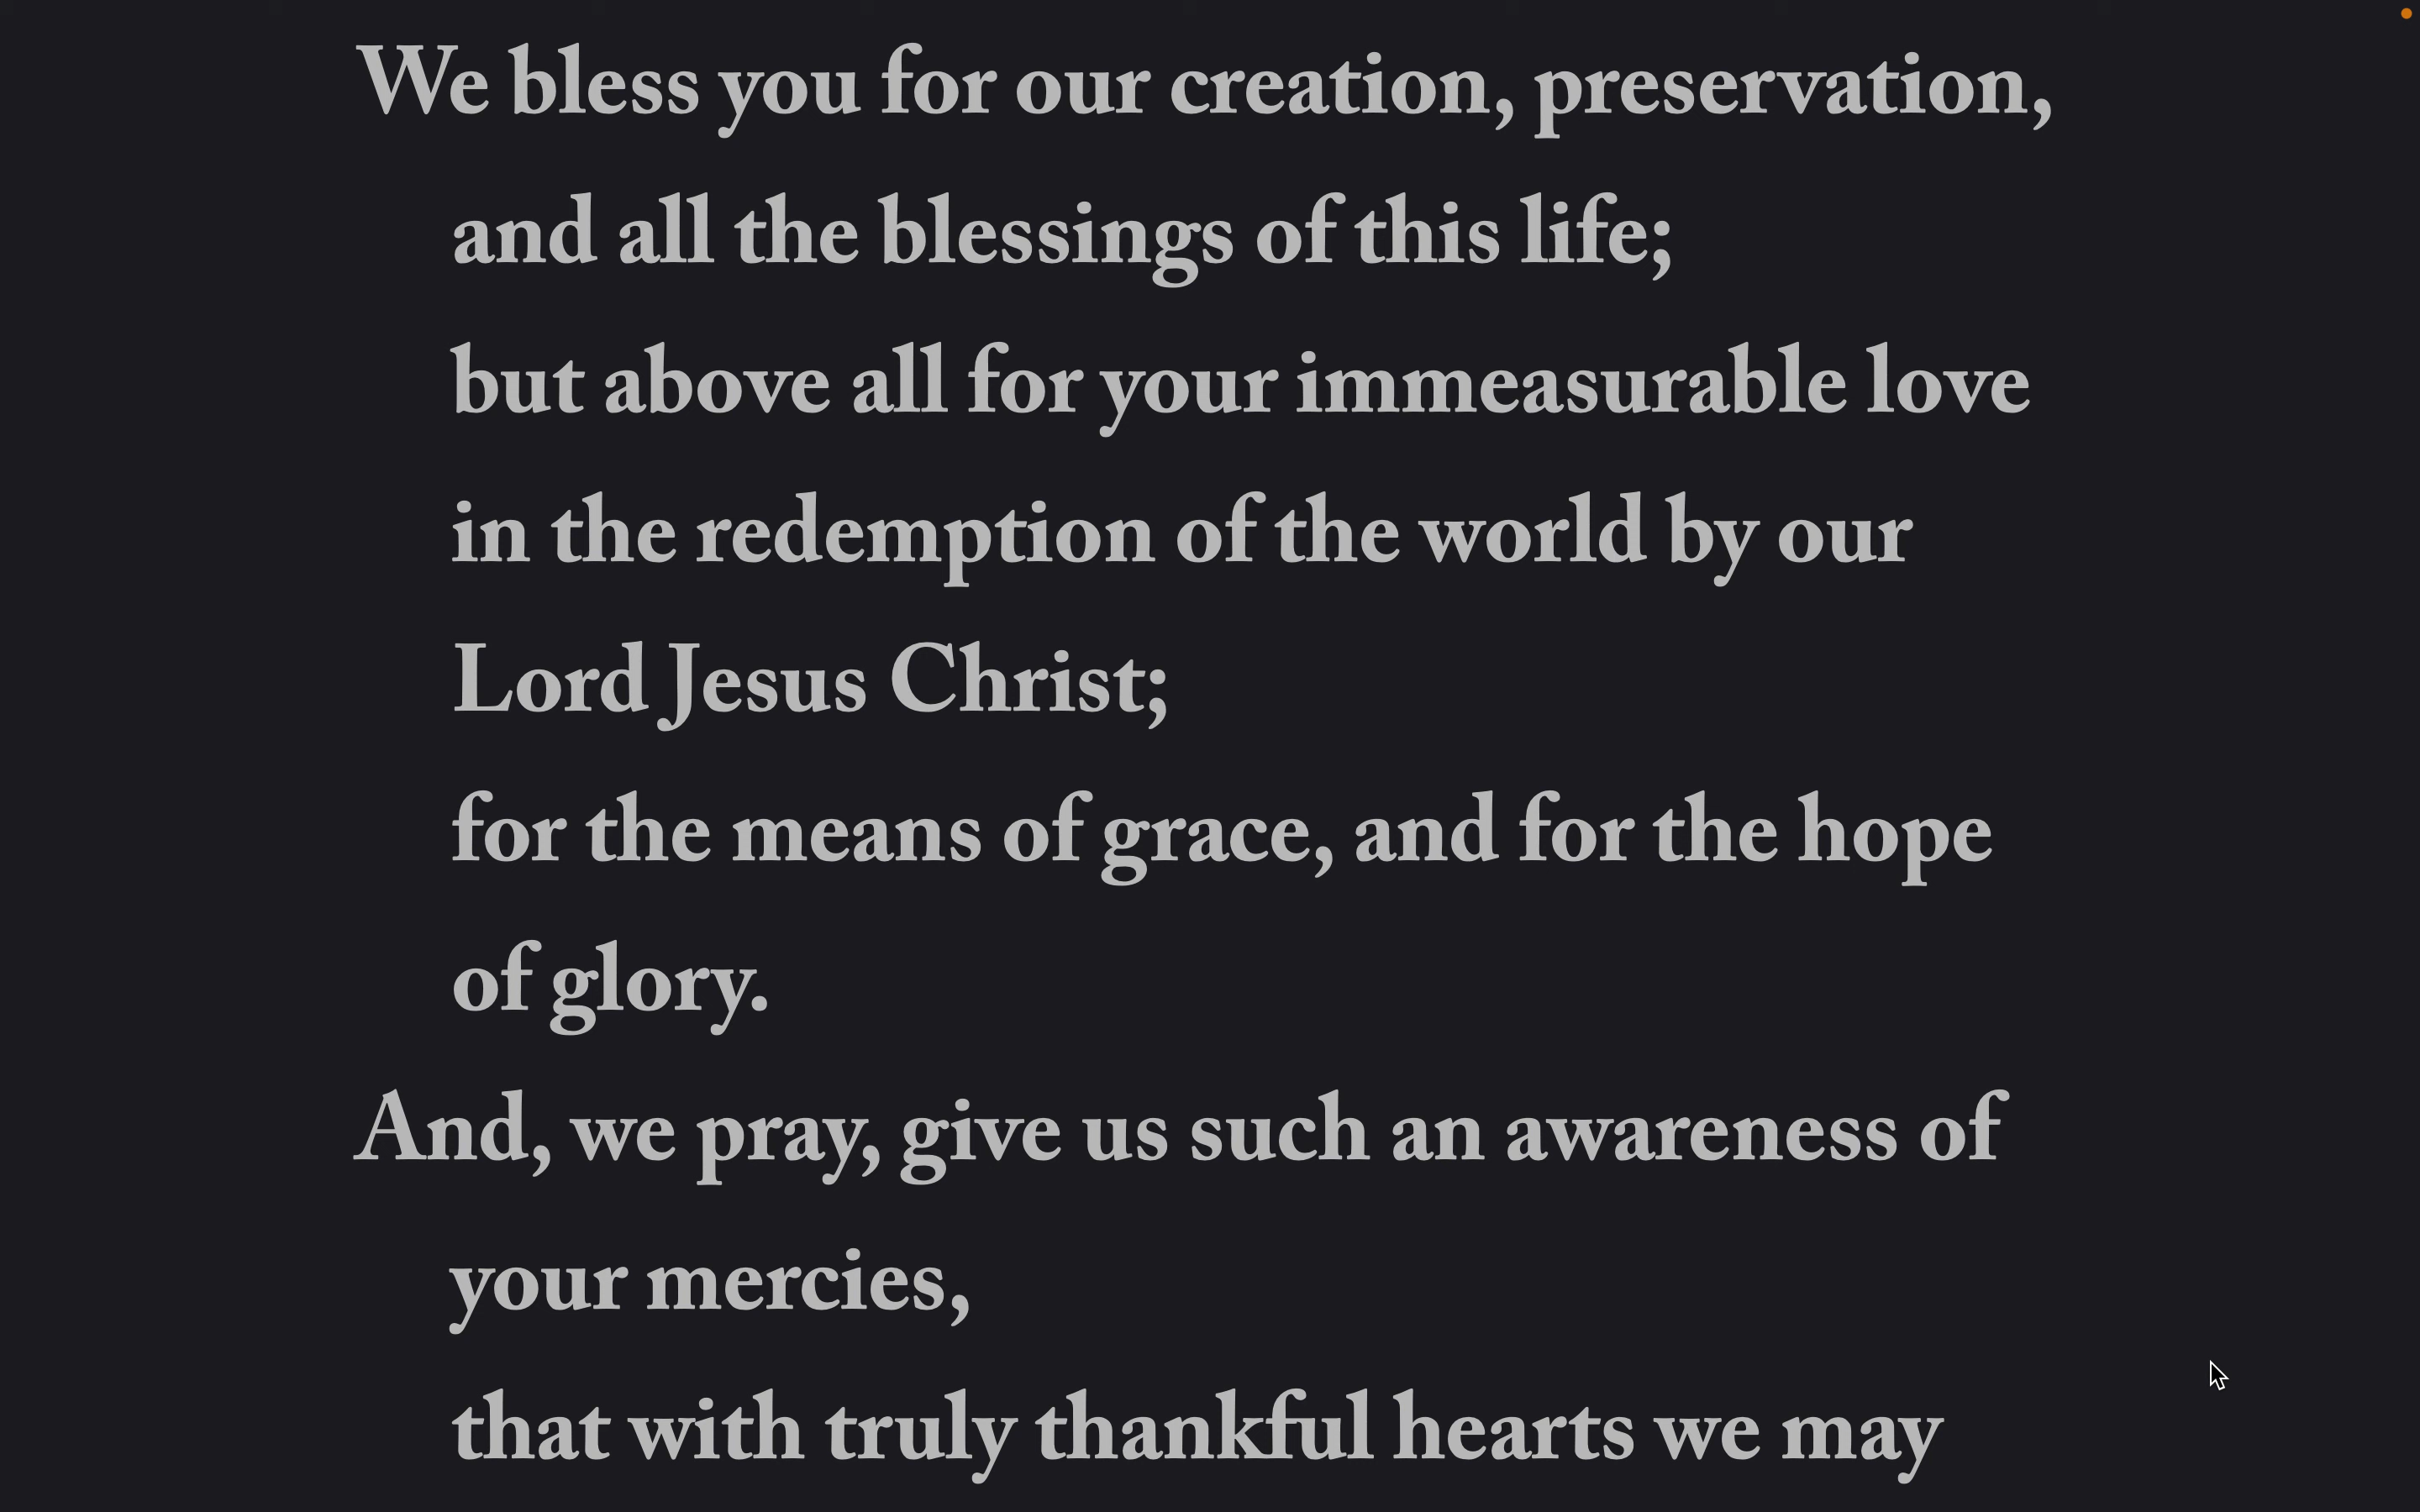 We bless you for our creation, preservation,
and all the blessings of this life;
but above all for your immeasurable love
in the redemption of the world by our
Lord Jesus Christ;
for the means of grace, and for the hope
of glory.
And, we pray, give us such an awareness of
your mercies,
that with truly thankful hearts we may